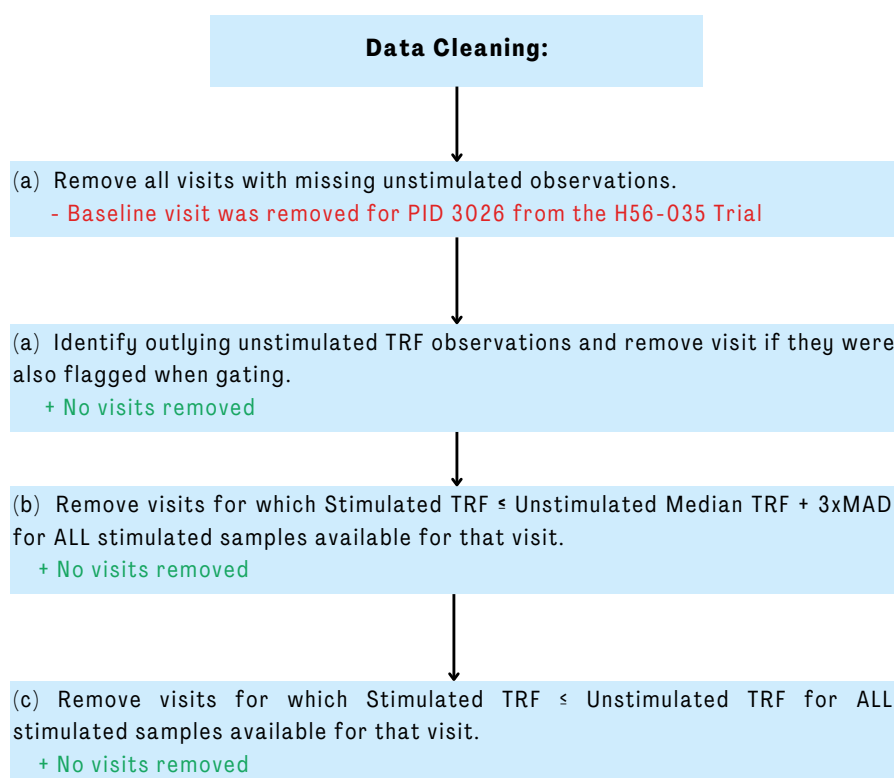 Data Cleaning:
(a) Remove all visits with missing unstimulated observations.
- Baseline visit was removed for PID 3026 from the H56-035 Trial
(a) Identify outlying unstimulated TRF observations and remove visit if they were
also flagged when gating.
+ No visits removed
(b) Remove visits for which Stimulated TRF ≤ Unstimulated Median TRF + 3xMAD
for ALL stimulated samples available for that visit.
+ No visits removed
(c) Remove visits for which Stimulated TRF ≤ Unstimulated TRF for ALL
stimulated samples available for that visit.
+ No visits removed